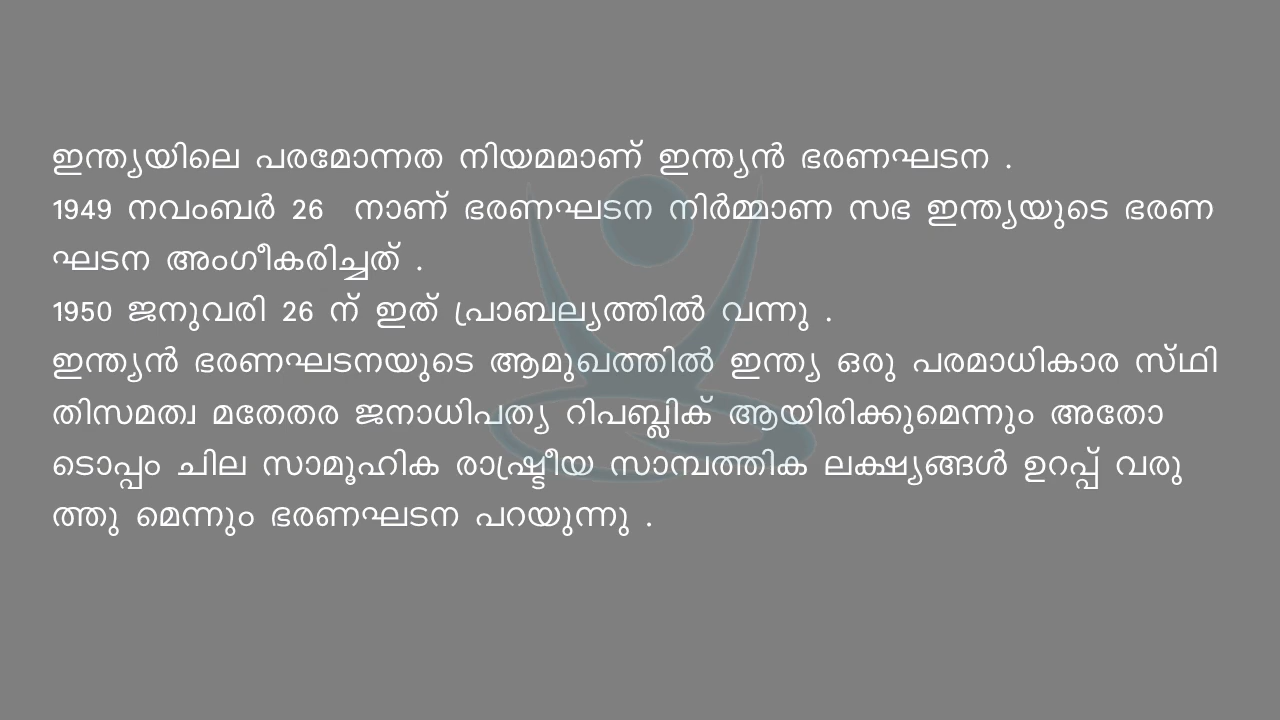 ഇന്ത്യയിലെ പരമോന്നത നിയമമാണ് ഇന്ത്യൻ ഭരണഘടന .
1949 നവംബർ 26 നാണ് ഭരണഘടന നിർമ്മാണ സഭ ഇന്ത്യയുടെ ഭരണ
ഘടന അംഗീകരിച്ചത് .
1950 ജനുവരി 26 ന് ഇത് പ്രാബല്യത്തിൽ വന്നു .
ഇന്ത്യൻ ഭരണഘടനയുടെ ആമുഖത്തിൽ ഇന്ത്യ ഒരു പരമാധികാര സ്ഥി
തിസമത്വ മതേതര ജനാധിപത്യ റിപബ്ലിക് ആയിരിക്കുമെന്നും അതോ
ടൊപ്പം ചില സാമൂഹിക രാഷ്ട്രീയ സാമ്പത്തിക ലക്ഷ്യങ്ങൾ ഉറപ്പ് വരു
ത്തു മെന്നും ഭരണഘടന പറയുന്നു .